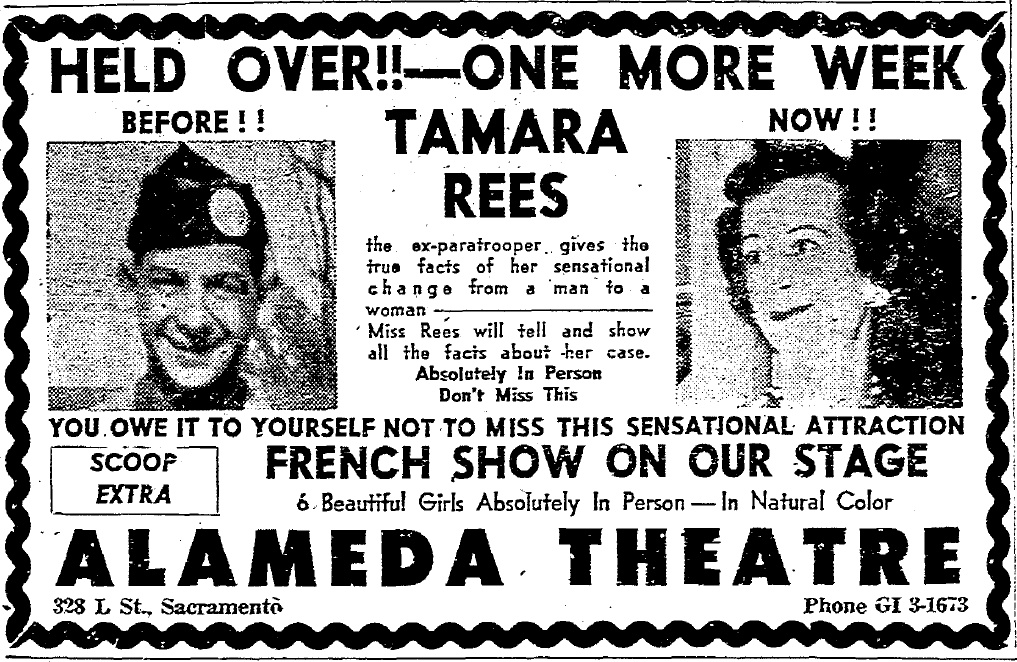 HELD OVER!!—ONE MORE WEEK
BEFORE!!
TAMARA
REES
NOW!!
the ex-paratrooper gives the
true facts of her sensational
change from a man to a
woman
Miss Rees will tell and show
all the facts about her case.
Absolutely In Person
Don't Miss This
YOU OWE IT TO YOURSELF NOT TO MISS THIS SENSATIONAL ATTRACTION
SCOOP
EXTRA
FRENCH SHOW ON OUR STAGE
6 Beautiful Girls Absolutely In Person — In Natural Color
ALAMEDA THEATRE
328 L St., Sacramento
Phone GI 3-1673